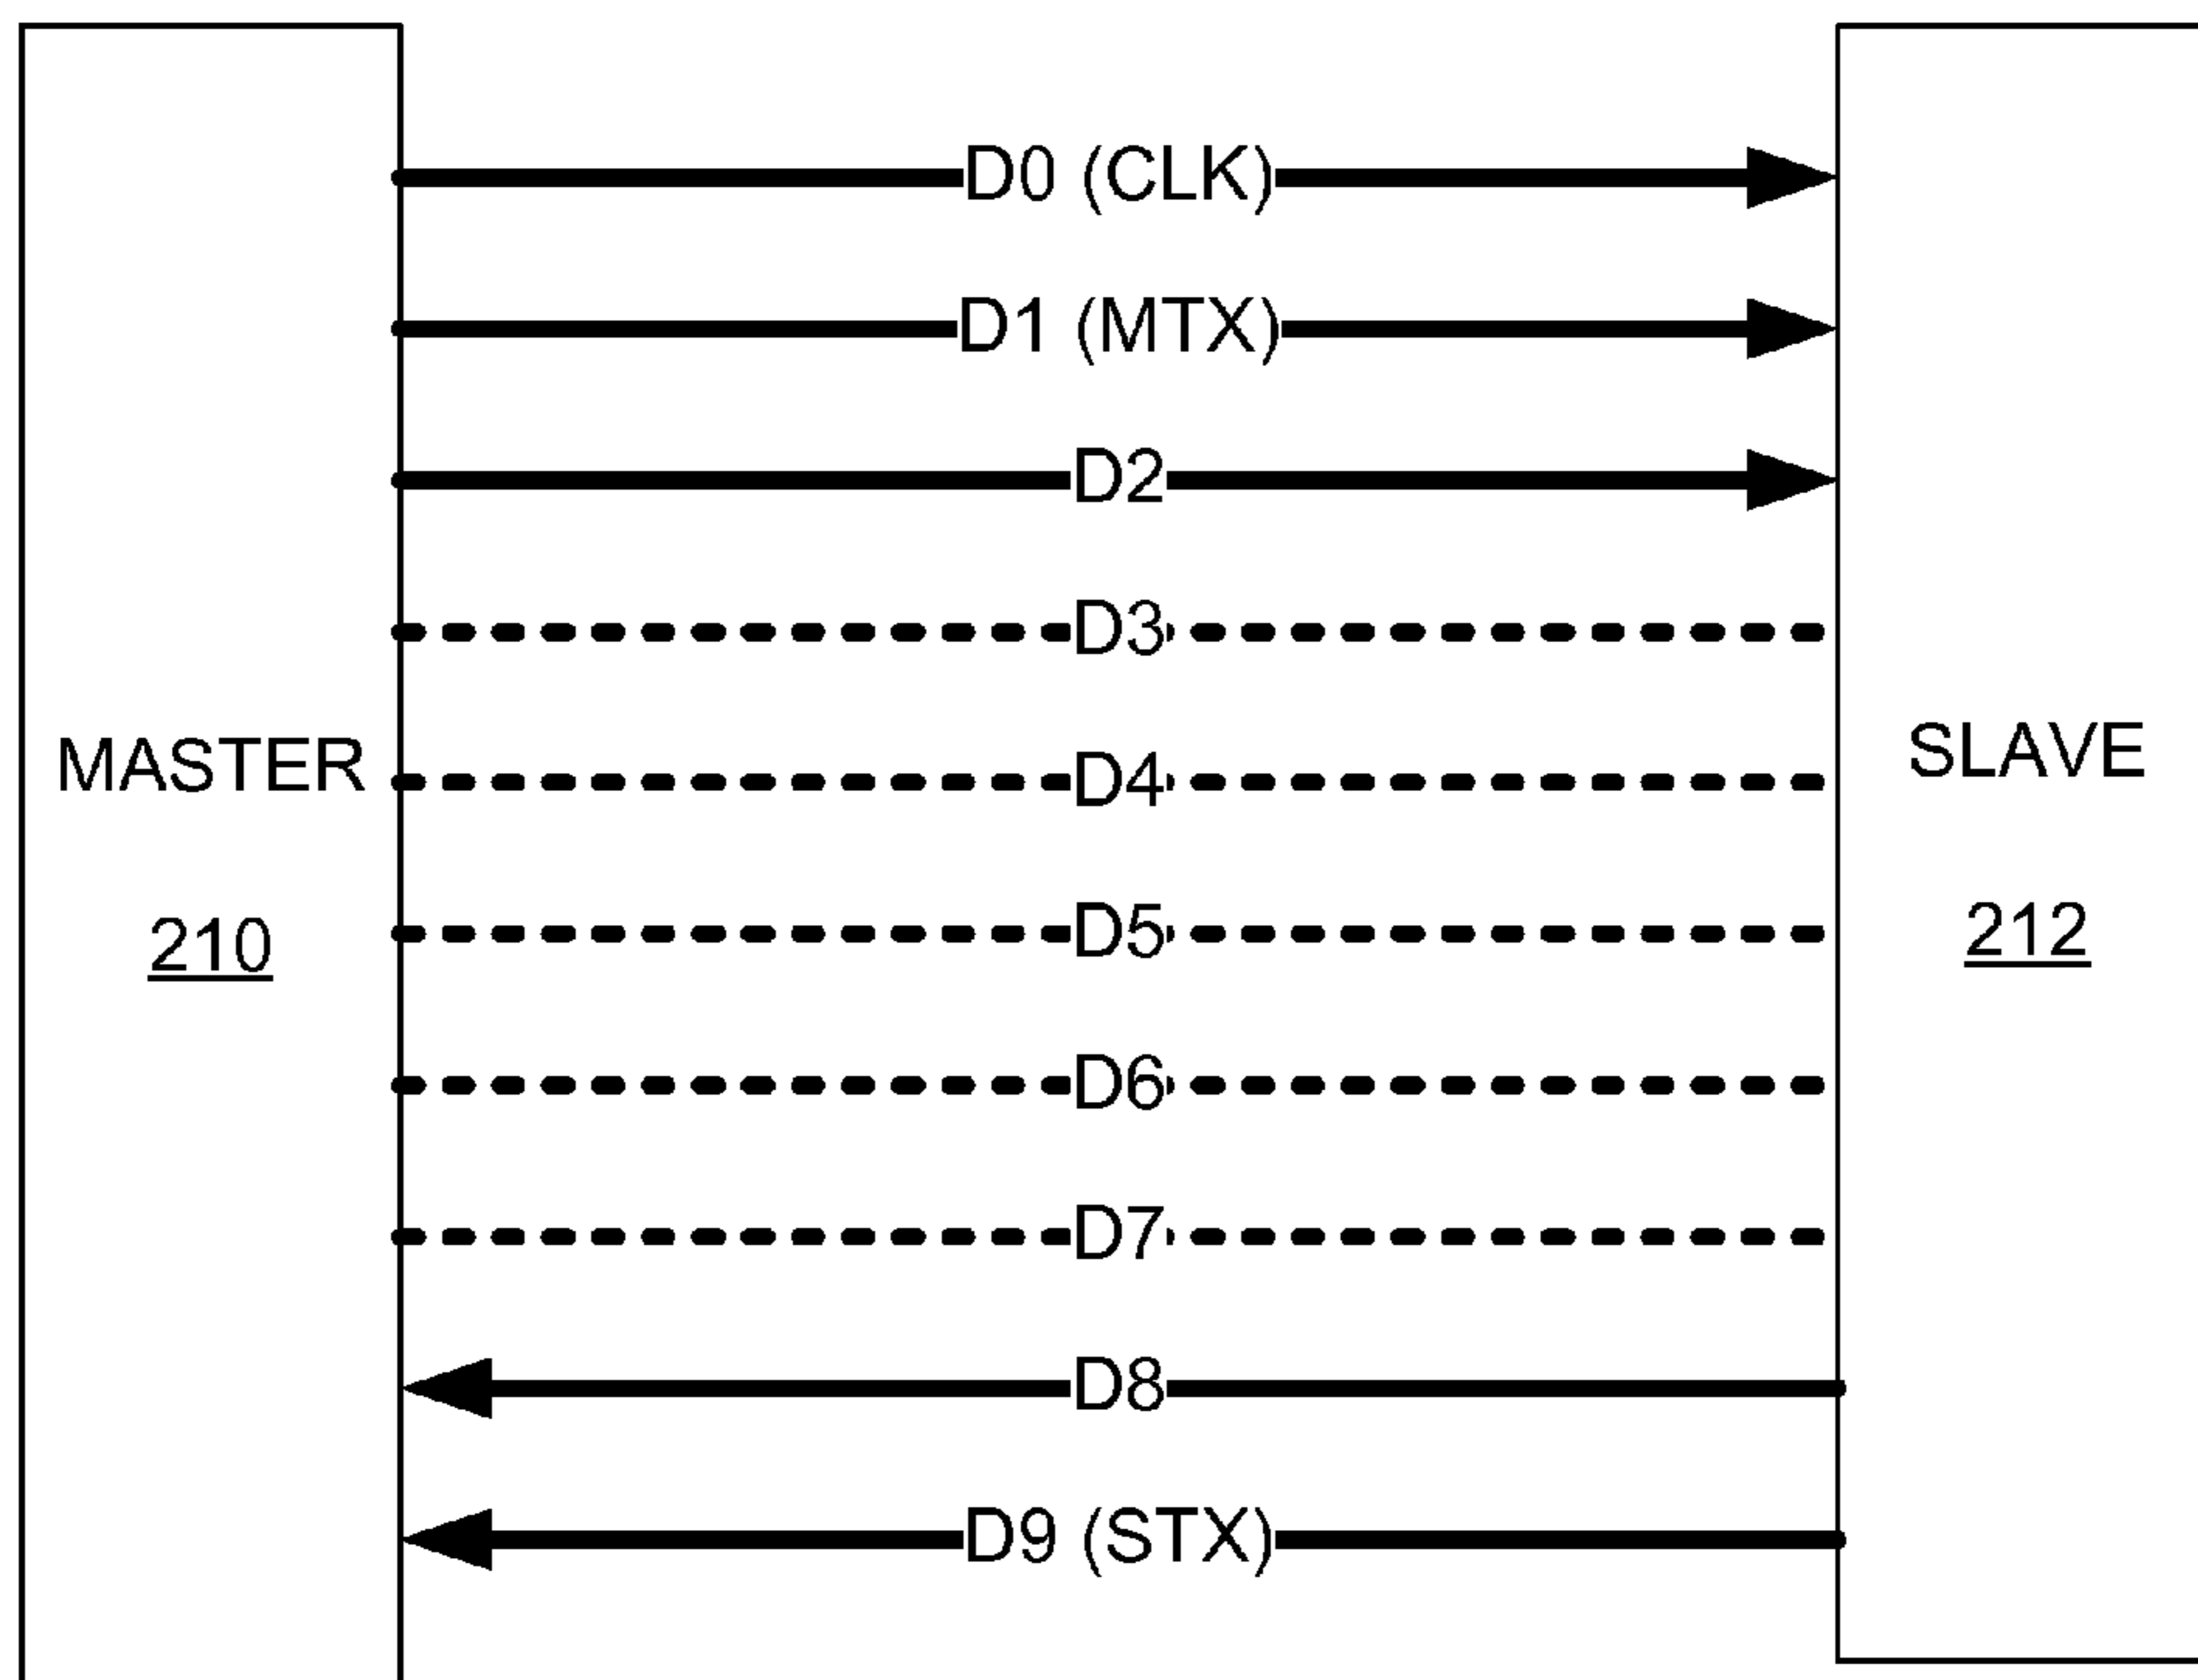 D0 (CLK)
D1 (MTX)
D2
D3
MASTER
D4
SLAVE
210
D5
212
D6
D7
D8
D9 (STX)